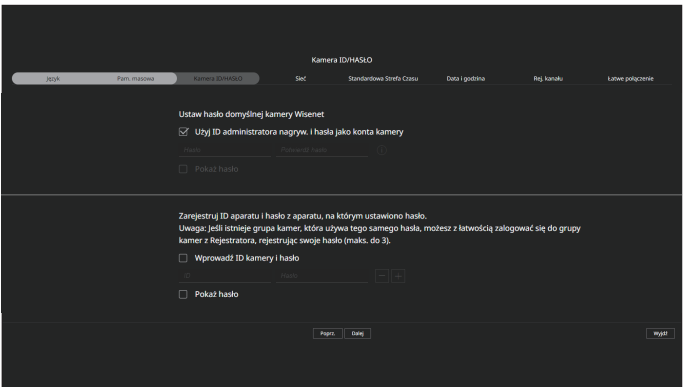 Kamera ID/HASŁO
Język Pam. masowa Kamera ID/HASŁO Sieć Standardowa Strefa Czasu Data i godzina Rej. kanału Łatwe połączenie
Ustaw hasło domyślnej kamery Wisenet
Użyj ID administratora nagryw. i hasła jako konta kamery
Hasło Potwierdź hasło
Pokaż hasło
Zarejestruj ID aparatu i hasło z aparatu, na którym ustawiono hasło.
Uwaga: Jeśli istnieje grupa kamer, która używa tego samego hasła, możesz z łatwością zalogować się do grupy
kamer z Rejestratora, rejestrując swoje hasło (maks. do 3).
Wprowadź ID kamery i hasło
ID Hasło
Pokaż hasło
Poprz. Dalej Wyjdź